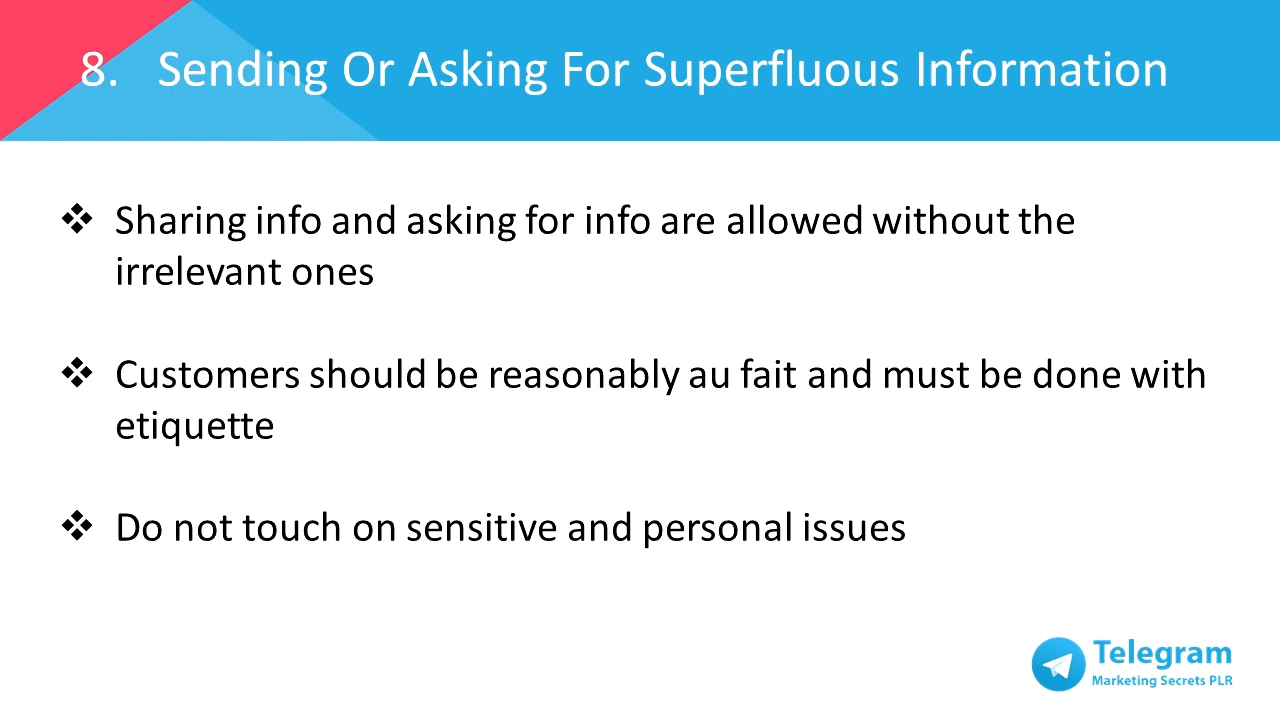 8. Sending Or Asking For Superfluous Information
❖ Sharing info and asking for info are allowed without the
irrelevant ones
❖ Customers should be reasonably au fait and must be done with
etiquette
❖ Do not touch on sensitive and personal issues
Telegram
Marketing Secrets PLR